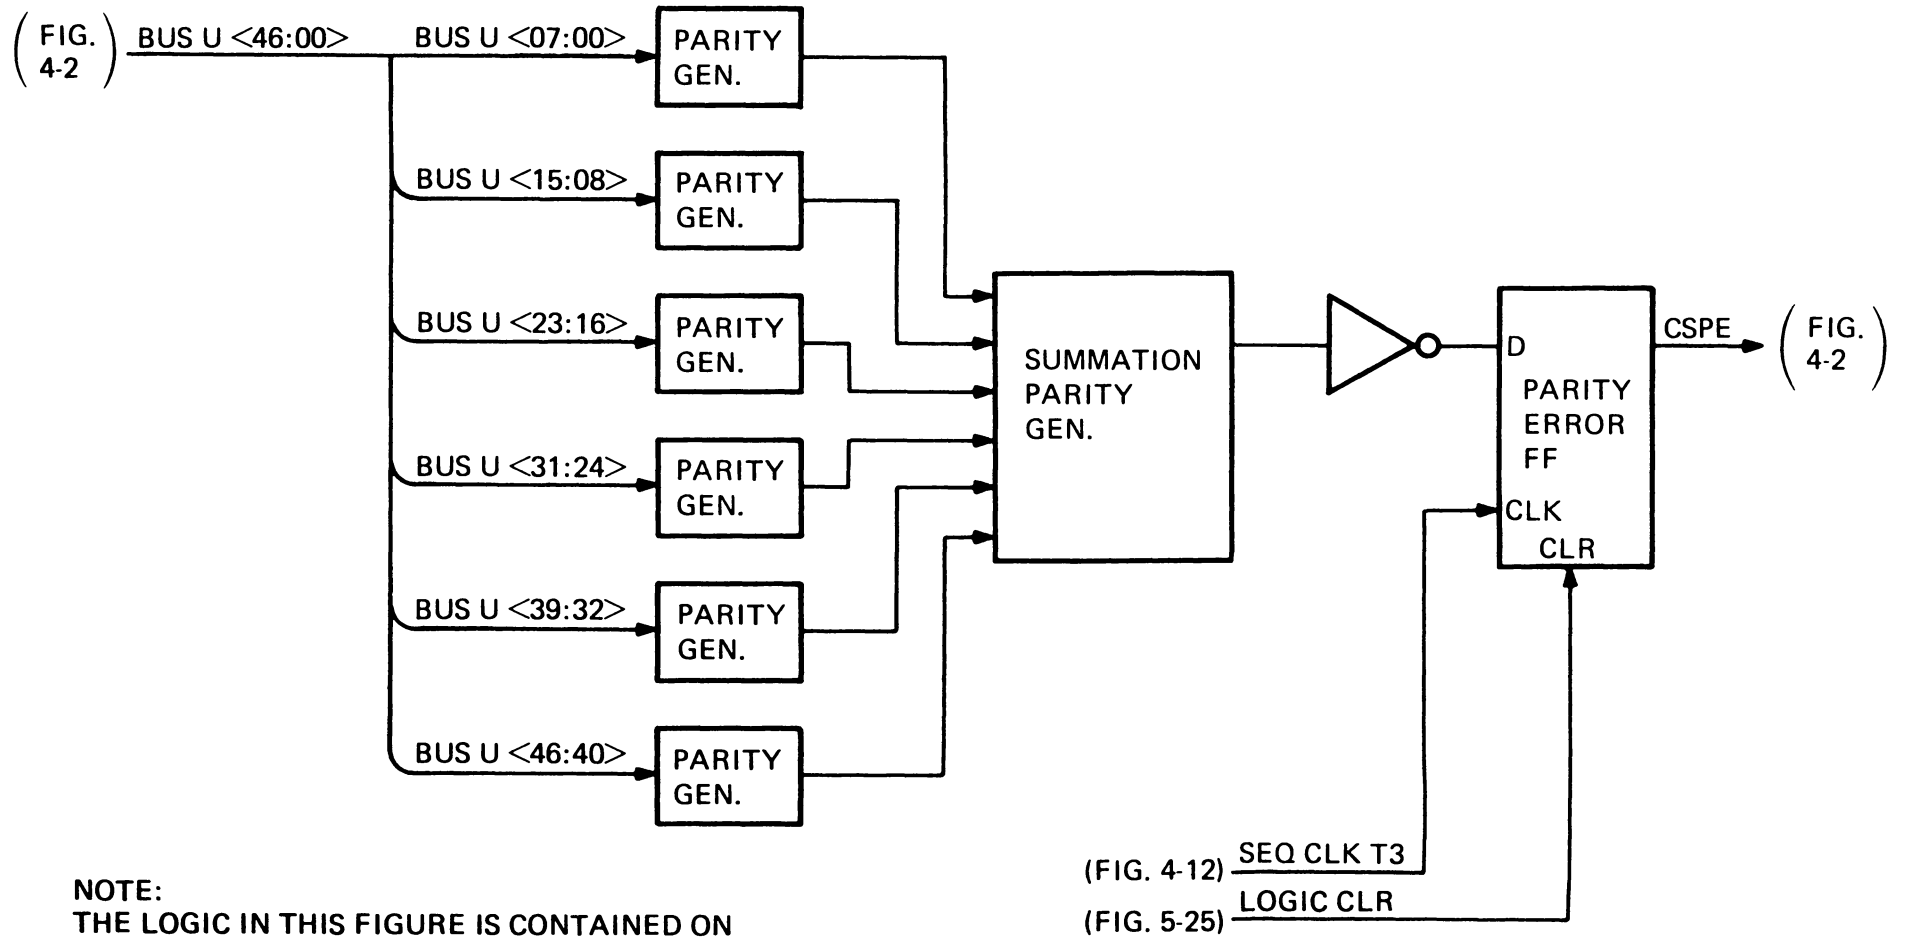 FIG.
4-2
BUS U <46:00>
BUS U <07:00>
PARITY
GEN.
BUS U <15:08>
PARITY
GEN.
BUS U <23:16>
PARITY
GEN.
BUS U <31:24>
PARITY
GEN.
BUS U <39:32>
PARITY
GEN.
BUS U <46:40>
PARITY
GEN.
SUMMATION
PARITY
GEN.
D
PARITY
ERROR
FF
CLK
CLR
CSPE
FIG.
4-2
(FIG. 4-12)
SEQ CLK T3
(FIG. 5-25)
LOGIC CLR
NOTE:
THE LOGIC IN THIS FIGURE IS CONTAINED ON